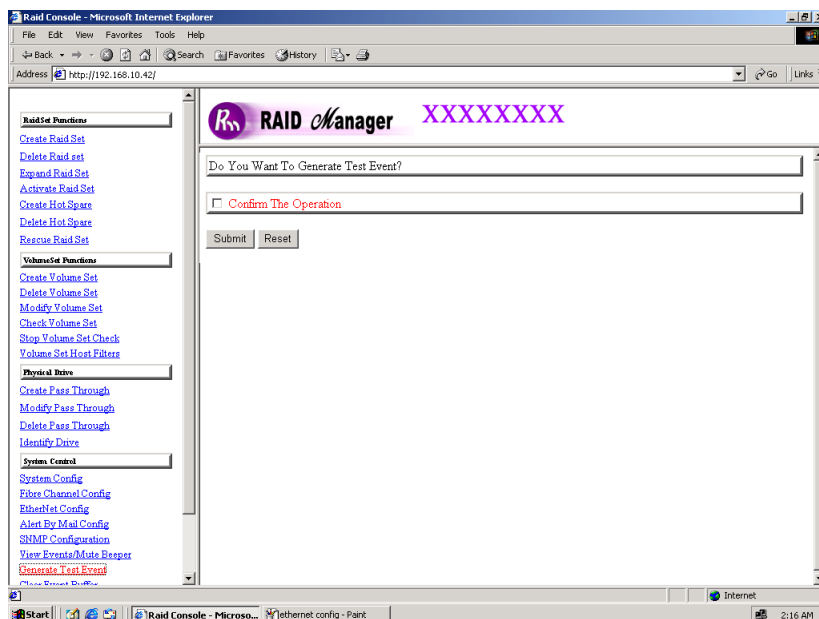 Raid Console - Microsoft Internet Explorer
File Edit View Favorites Tools Help
Back Search Favorites History
Address http://192.168.10.42/ Go Links
RaidSet Functions
Create Raid Set
Delete Raid set
Expand Raid Set
Activate Raid Set
Create Hot Spare
Delete Hot Spare
Rescue Raid Set
VolumeSet Functions
Create Volume Set
Delete Volume Set
Modify Volume Set
Check Volume Set
Stop Volume Set Check
Volume Set Host Filters
Physical Drive
Create Pass Through
Modify Pass Through
Delete Pass Through
Identify Drive
System Control
System Config
Fibre Channel Config
EtherNet Config
Alert By Mail Config
SNMP Configuration
View Events/Mute Beeper
Generate Test Event
Clear Event Buffer
Rm RAID Manager XXXXXXXX
Do You Want To Generate Test Event?
Confirm The Operation
Submit Reset
Internet
Start Raid Console - Microso... ethernet config - Paint 2:16 AM